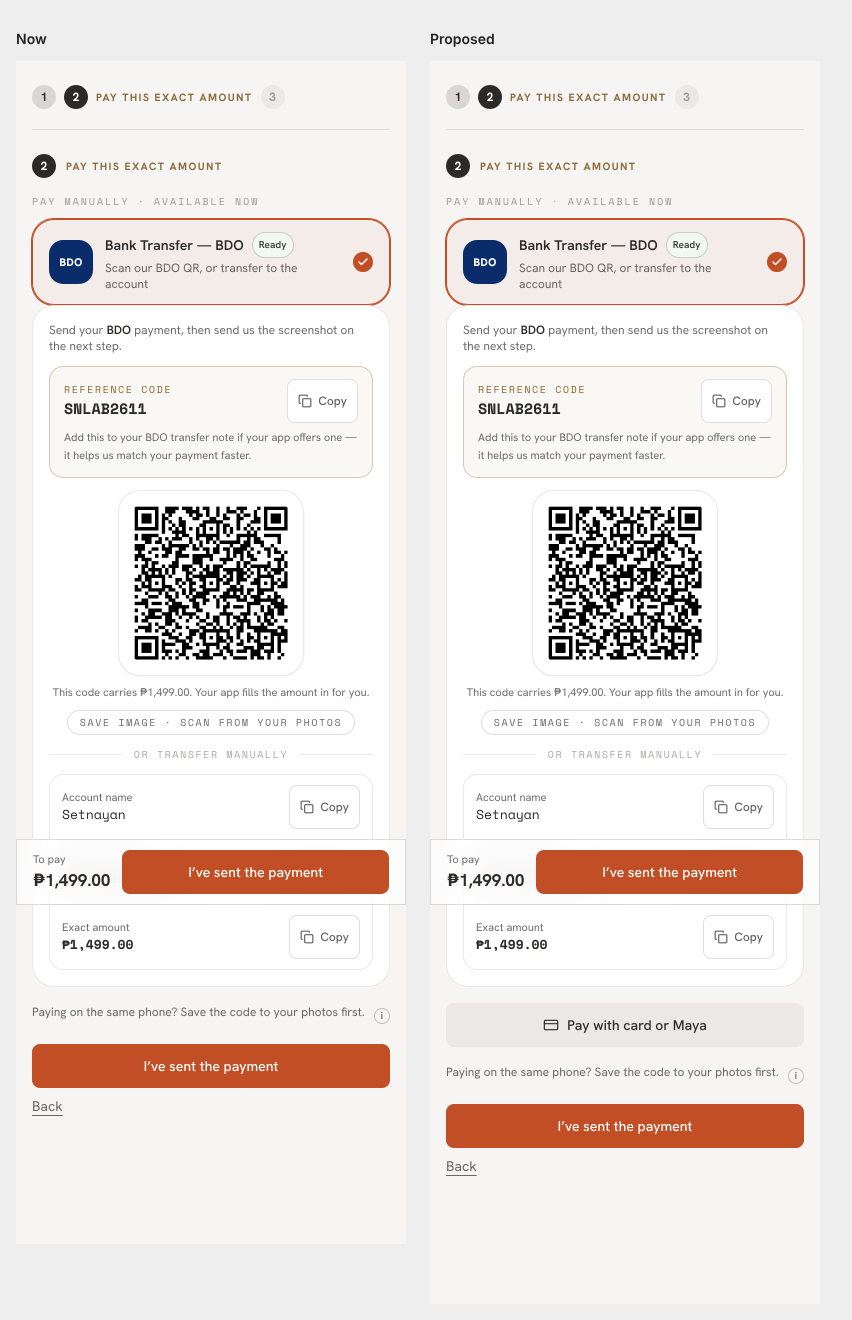 Now
1 2 PAY THIS EXACT AMOUNT 3
2 PAY THIS EXACT AMOUNT
PAY MANUALLY · AVAILABLE NOW
BDO
Bank Transfer — BDO Ready
Scan our BDO QR, or transfer to the
account
Send your BDO payment, then send us the screenshot on
the next step.
REFERENCE CODE
SNLAB2611
Copy
Add this to your BDO transfer note if your app offers one —
it helps us match your payment faster.
This code carries ₱1,499.00. Your app fills the amount in for you.
SAVE IMAGE · SCAN FROM YOUR PHOTOS
OR TRANSFER MANUALLY
Account name
Setnayan
Copy
To pay
₱1,499.00
I’ve sent the payment
Exact amount
₱1,499.00
Copy
Paying on the same phone? Save the code to your photos first. i
I’ve sent the payment
Back
Proposed
1 2 PAY THIS EXACT AMOUNT 3
2 PAY THIS EXACT AMOUNT
PAY MANUALLY · AVAILABLE NOW
BDO
Bank Transfer — BDO Ready
Scan our BDO QR, or transfer to the
account
Send your BDO payment, then send us the screenshot on
the next step.
REFERENCE CODE
SNLAB2611
Copy
Add this to your BDO transfer note if your app offers one —
it helps us match your payment faster.
This code carries ₱1,499.00. Your app fills the amount in for you.
SAVE IMAGE · SCAN FROM YOUR PHOTOS
OR TRANSFER MANUALLY
Account name
Setnayan
Copy
To pay
₱1,499.00
I’ve sent the payment
Exact amount
₱1,499.00
Copy
Pay with card or Maya
Paying on the same phone? Save the code to your photos first. i
I’ve sent the payment
Back